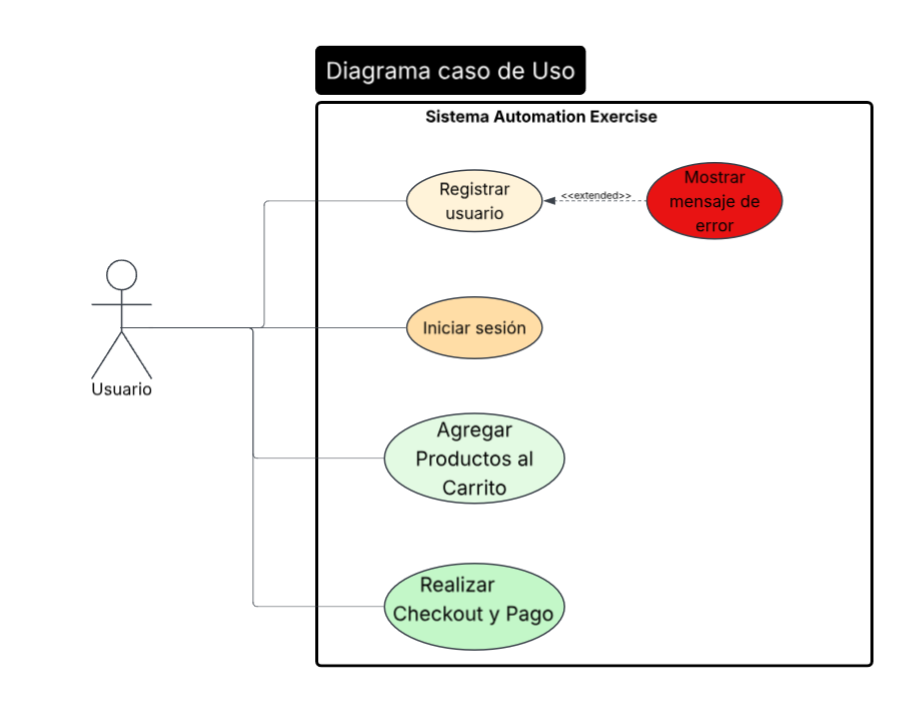 Diagrama caso de Uso
Sistema Automation Exercise
Registrar
usuario
<<extended>>
Mostrar
mensaje de
error
Iniciar sesión
Usuario
Agregar
Productos al
Carrito
Realizar
Checkout y Pago